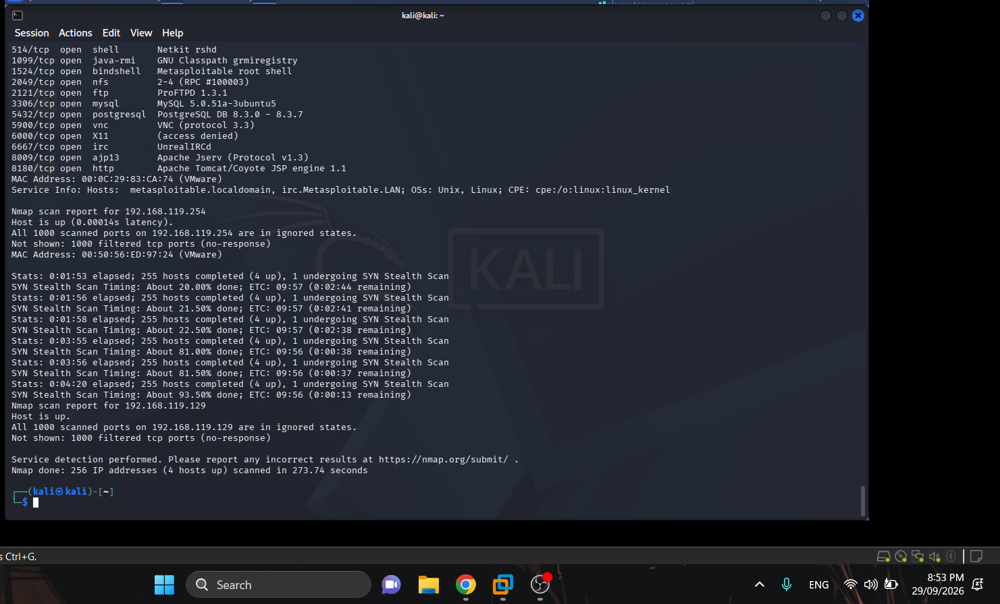 kali@kali: ~
Session Actions Edit View Help
514/tcp  open  shell       Netkit rshd
1099/tcp open  java-rmi    GNU Classpath grmiregistry
1524/tcp open  bindshell   Metasploitable root shell
2049/tcp open  nfs         2-4 (RPC #100003)
2121/tcp open  ftp         ProFTPD 1.3.1
3306/tcp open  mysql       MySQL 5.0.51a-3ubuntu5
5432/tcp open  postgresql  PostgreSQL DB 8.3.0 - 8.3.7
5900/tcp open  vnc         VNC (protocol 3.3)
6000/tcp open  X11         (access denied)
6667/tcp open  irc         UnrealIRCd
8009/tcp open  ajp13       Apache Jserv (Protocol v1.3)
8180/tcp open  http        Apache Tomcat/Coyote JSP engine 1.1
MAC Address: 00:0C:29:83:CA:74 (VMware)
Service Info: Hosts:  metasploitable.localdomain, irc.Metasploitable.LAN; OSs: Unix, Linux; CPE: cpe:/o:linux:linux_kernel
Nmap scan report for 192.168.119.254
Host is up (0.00014s latency).
All 1000 scanned ports on 192.168.119.254 are in ignored states.
Not shown: 1000 filtered tcp ports (no-response)
MAC Address: 00:50:56:ED:97:24 (VMware)
KALI
Stats: 0:01:53 elapsed; 255 hosts completed (4 up), 1 undergoing SYN Stealth Scan
SYN Stealth Scan Timing: About 20.00% done; ETC: 09:57 (0:02:44 remaining)
Stats: 0:01:56 elapsed; 255 hosts completed (4 up), 1 undergoing SYN Stealth Scan
SYN Stealth Scan Timing: About 21.50% done; ETC: 09:57 (0:02:41 remaining)
Stats: 0:01:58 elapsed; 255 hosts completed (4 up), 1 undergoing SYN Stealth Scan
SYN Stealth Scan Timing: About 22.50% done; ETC: 09:57 (0:02:38 remaining)
Stats: 0:03:55 elapsed; 255 hosts completed (4 up), 1 undergoing SYN Stealth Scan
SYN Stealth Scan Timing: About 81.00% done; ETC: 09:56 (0:00:38 remaining)
Stats: 0:03:56 elapsed; 255 hosts completed (4 up), 1 undergoing SYN Stealth Scan
SYN Stealth Scan Timing: About 81.50% done; ETC: 09:56 (0:00:37 remaining)
Stats: 0:04:20 elapsed; 255 hosts completed (4 up), 1 undergoing SYN Stealth Scan
SYN Stealth Scan Timing: About 93.50% done; ETC: 09:56 (0:00:13 remaining)
Nmap scan report for 192.168.119.129
Host is up.
All 1000 scanned ports on 192.168.119.129 are in ignored states.
Not shown: 1000 filtered tcp ports (no-response)
Service detection performed. Please report any incorrect results at https://nmap.org/submit/ .
Nmap done: 256 IP addresses (4 hosts up) scanned in 273.74 seconds
┌──(kali㉿kali)-[~]
└─$
s Ctrl+G.
Search
ENG
8:53 PM
29/09/2026